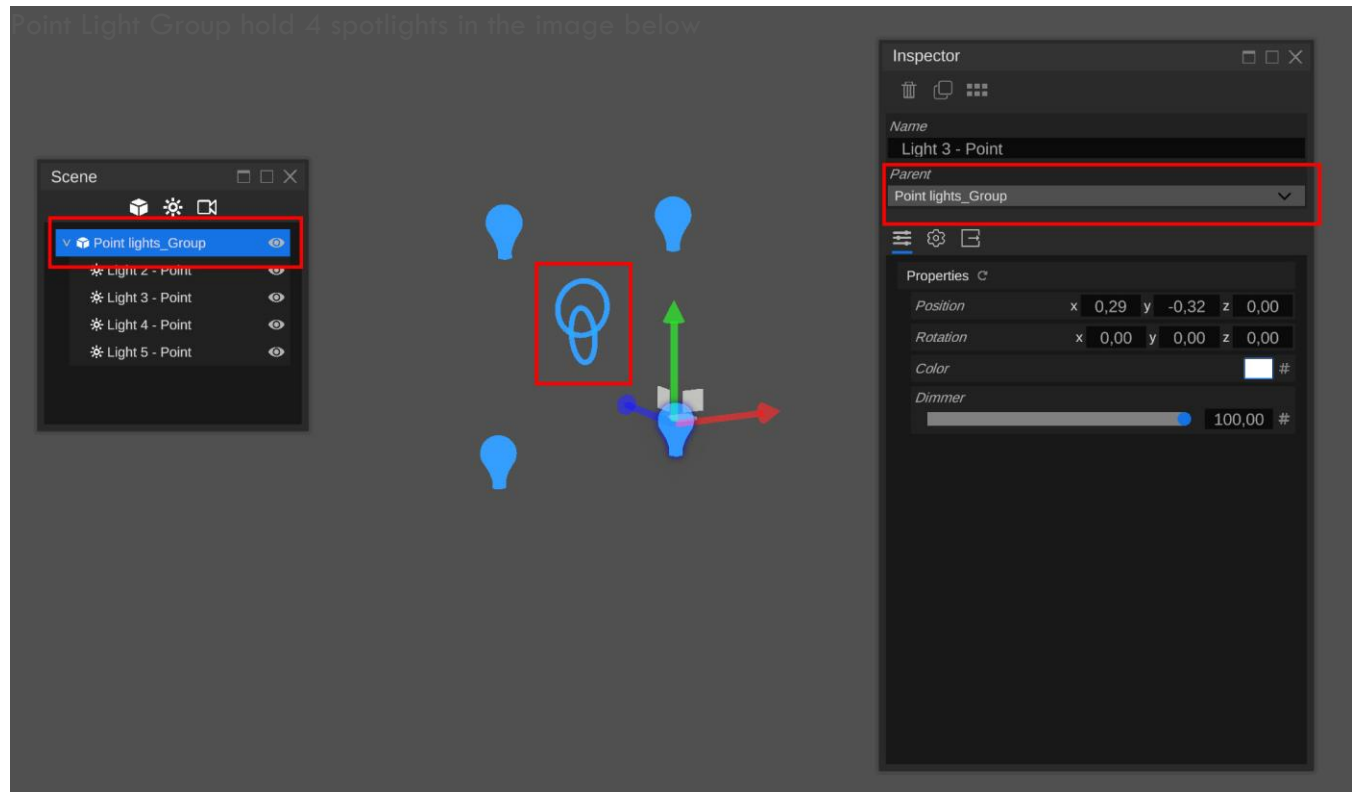 Point Light Group hold 4 spotlights in the image below
Inspector
Name
Light 3 - Point
Parent
Point lights_Group
Scene
Point lights_Group
Light 2 - Point
Light 3 - Point
Light 4 - Point
Light 5 - Point
Properties
Position x 0,29 y -0,32 z 0,00
Rotation x 0,00 y 0,00 z 0,00
Color #
Dimmer
100,00 #